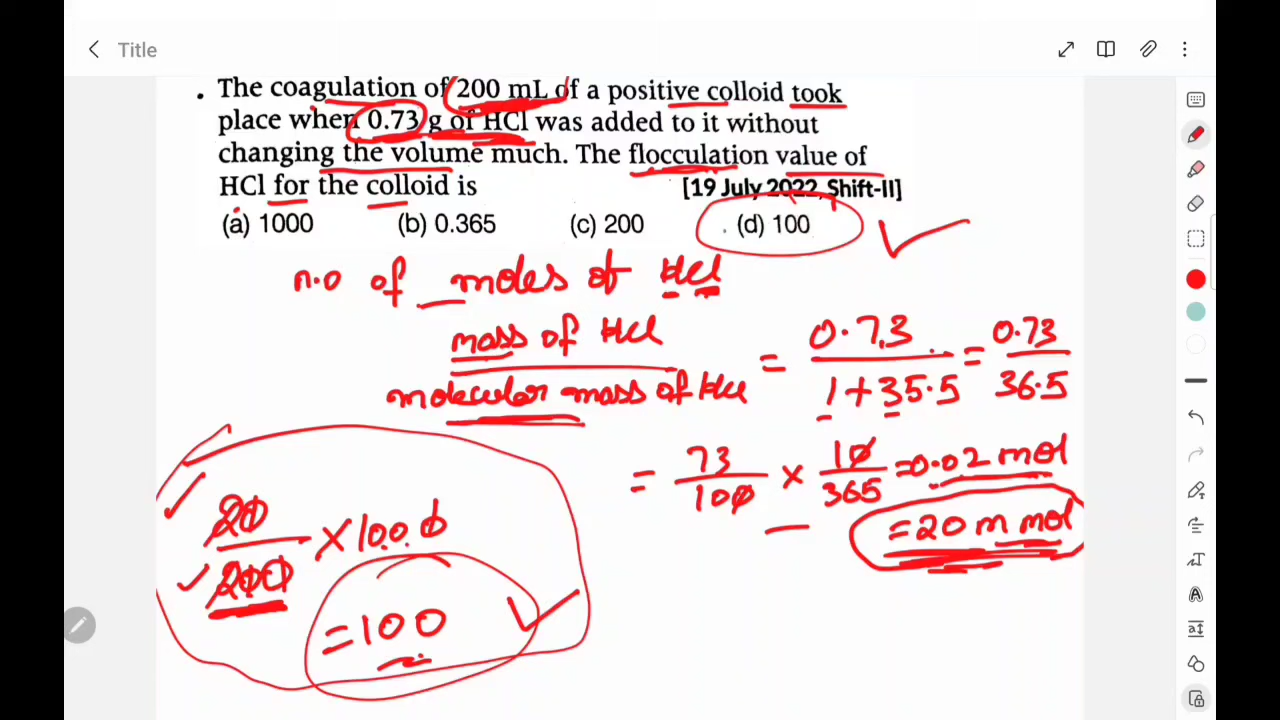 Title
. The coagulation of 200 mL of a positive colloid took
place when 0.73 g of HCl was added to it without
changing the volume much. The flocculation value of
HCl for the colloid is [19 July 2022, Shift-II]
(a) 1000 (b) 0.365 (c) 200 (d) 100
n.o of moles of HCl
mass of HCl
molecular mass of HCl
= 0.73 / 1+35.5 = 0.73 / 36.5
= 73/100 × 10/365 = 0.02 mol
= 20 m mol
20/200 × 1000
= 100